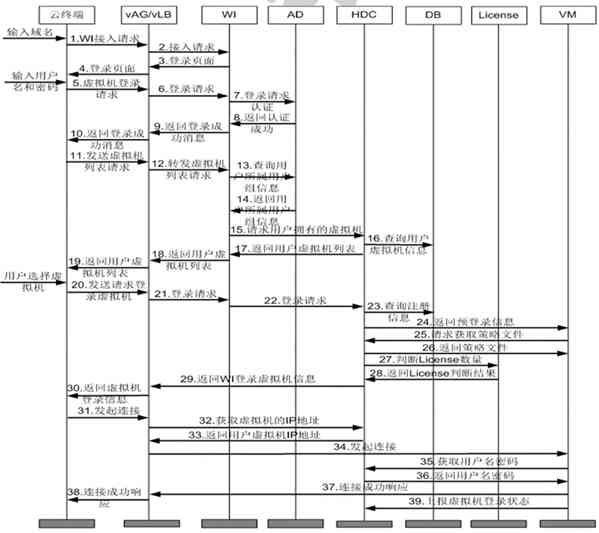 云终端 vAG/vLB WI AD HDC DB License VM
输入域名
1.WI接入请求
2.接入请求
3.登录页面
4.登录页面
输入用户
名和密码
5.虚拟机登录
请求
6.登录请求
7.登录请求
认证
8.返回认证
成功
9.返回登录成
功消息
10.返回登录成
功消息
11.发送虚拟机
列表请求
12.转发虚拟机
列表请求
13.查询用
户所属用户
组信息
14.返回用
户所属用户
组信息
15.请求用户拥有的虚拟机
16.查询用户
虚拟机信息
17.返回用户虚拟机列表
18.返回用户虚
拟机列表
19.返回用户虚
拟机列表
用户选择虚
拟机
20.发送请求登
录虚拟机
21.登录请求
22.登录请求
23.查询注册
信息
24.返回预登录信息
25.请求获取策略文件
26.返回策略文件
27.判断License数量
28.返回License判断结果
29.返回WI登录虚拟机信息
30.返回虚拟机
登录信息
31.发起连接
32.获取虚拟机的IP地址
33.返回用户虚拟机IP地址
34.发起连接
35.获取用户名密码
36.返回用户名密码
37.连接成功响应
38.连接成功响
应
39.上报虚拟机登录状态